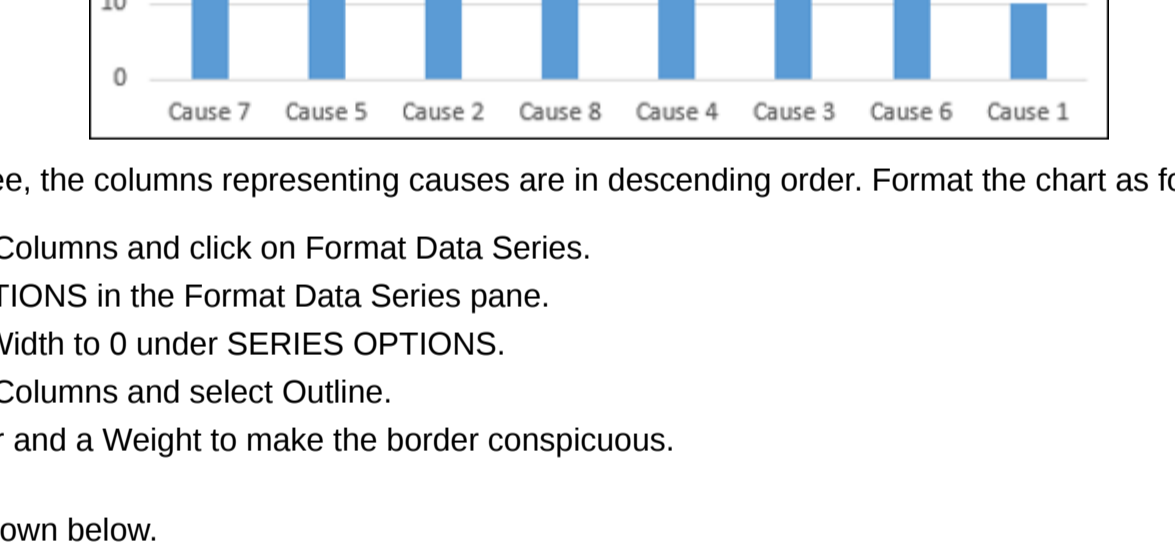 10
0
Cause 7 Cause 5 Cause 2 Cause 8 Cause 4 Cause 3 Cause 6 Cause 1
ee, the columns representing causes are in descending order. Format the chart as fo
Columns and click on Format Data Series.
TIONS in the Format Data Series pane.
Width to 0 under SERIES OPTIONS.
Columns and select Outline.
r and a Weight to make the border conspicuous.
own below.